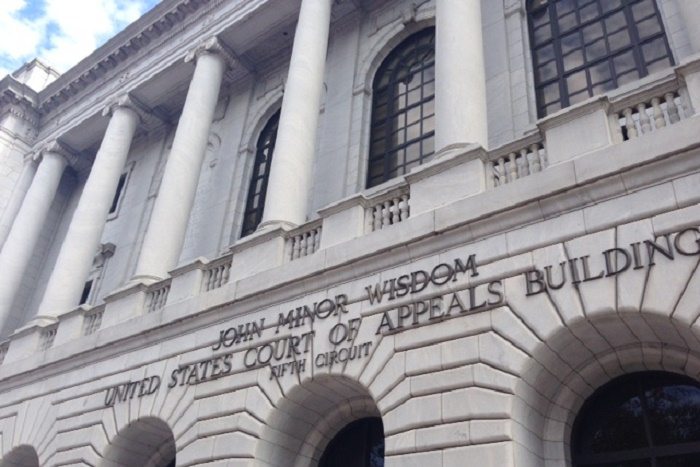 JOHN MINOR WISDOM
UNITED STATES COURT OF APPEALS BUILDING
FIFTH CIRCUIT